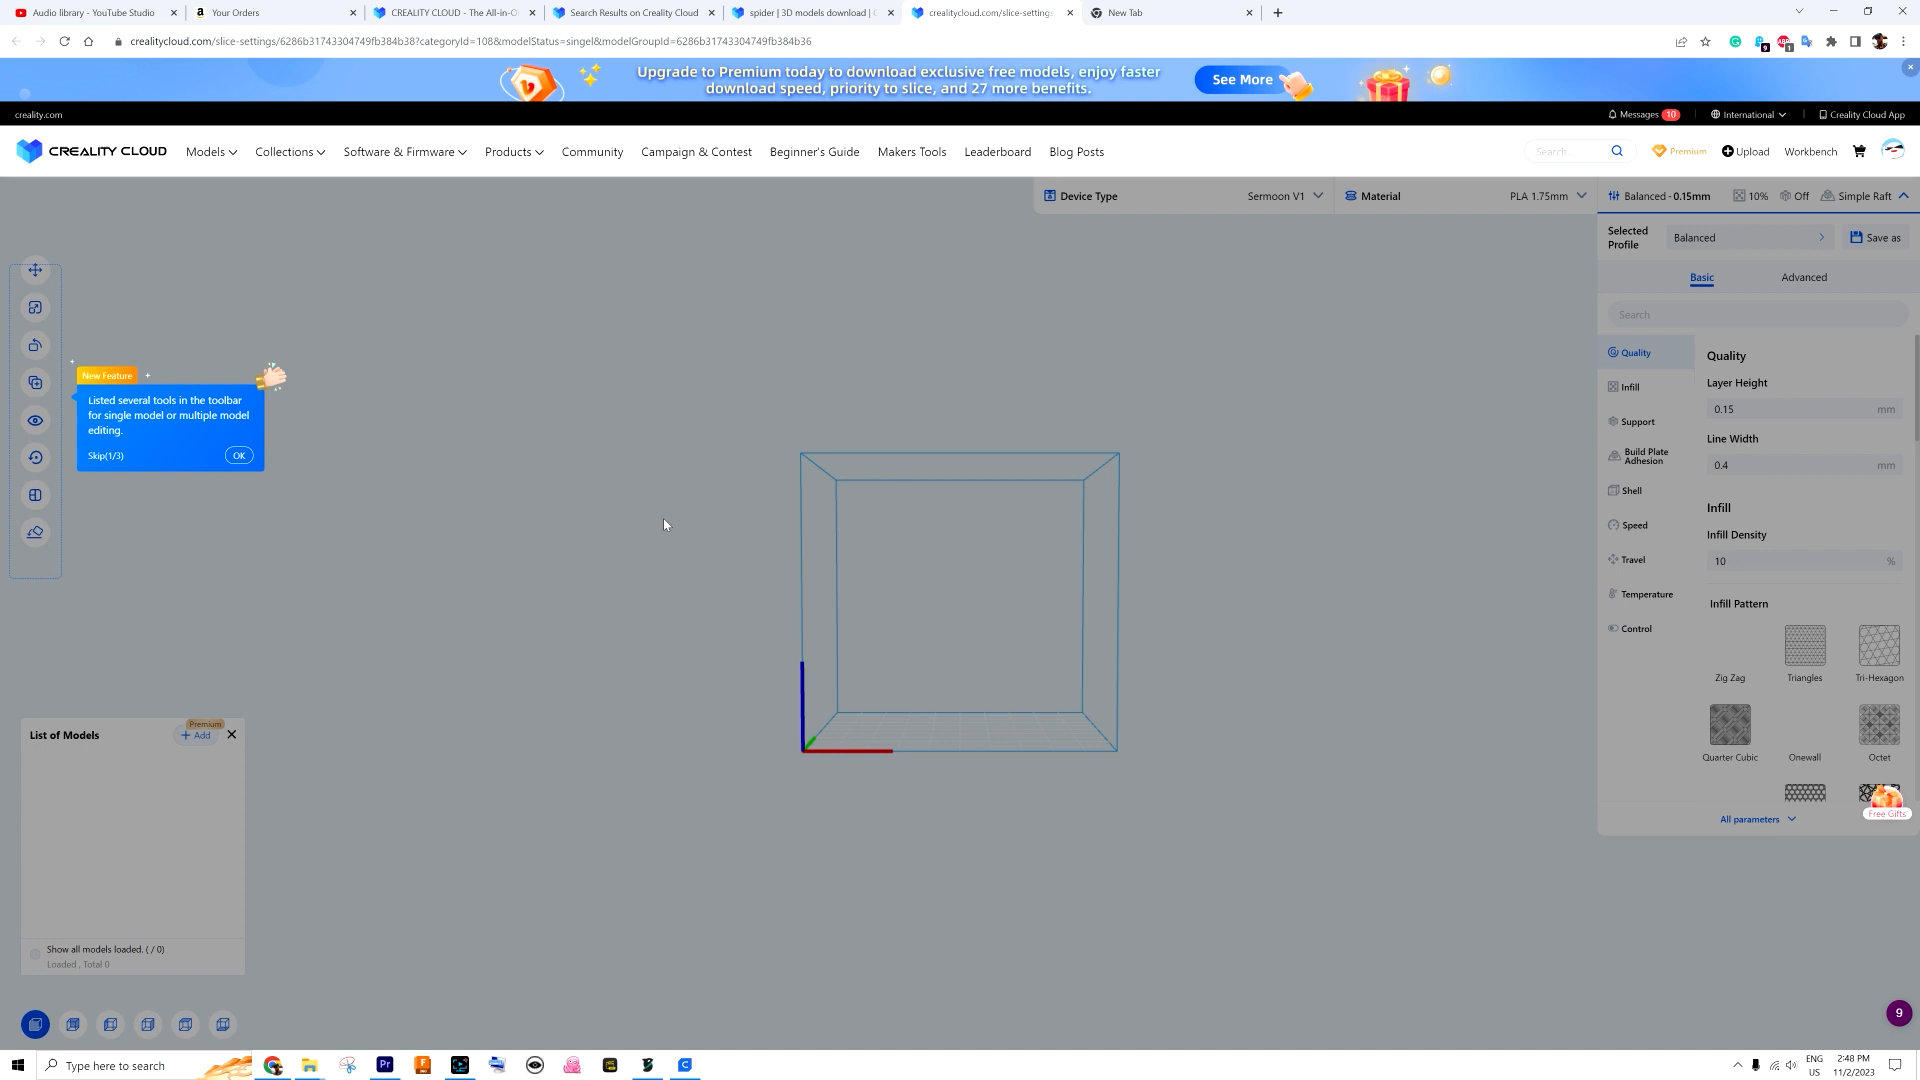 Audio library - YouTube Studio
Your Orders
CREALITY CLOUD - The All-in-O
Search Results on Creality Cloud
spider | 3D models download | C
crealitycloud.com/slice-settings
New Tab
crealitycloud.com/slice-settings/6286b31743304749fb384b38?categoryId=108&modelStatus=singel&modelGroupId=6286b31743304749fb384b36
9
1
Upgrade to Premium today to download exclusive free models, enjoy faster
download speed, priority to slice, and 27 more benefits.
See More
creality.com
Messages 10
International
Creality Cloud App
CREALITY CLOUD
Models
Collections
Software & Firmware
Products
Community
Campaign & Contest
Beginner's Guide
Makers Tools
Leaderboard
Blog Posts
Search...
Premium
Upload
Workbench
Device Type
Sermoon V1
Material
PLA 1.75mm
Balanced - 0.15mm
10%
Off
Simple Raft
Selected
Profile
Balanced
Save as
Basic
Advanced
Search
Quality
Infill
Support
Build Plate
Adhesion
Shell
Speed
Travel
Temperature
Control
Quality
Layer Height
0.15 mm
Line Width
0.4 mm
Infill
Infill Density
10 %
Infill Pattern
Zig Zag
Triangles
Tri-Hexagon
Quarter Cubic
Onewall
Octet
All parameters
Free Gifts
New Feature
Listed several tools in the toolbar
for single model or multiple model
editing.
Skip(1/3)
OK
List of Models
Premium
+ Add
Show all models loaded. ( / 0)
Loaded , Total 0
9
Type here to search
Pr
F
C
ENG
US
2:48 PM
11/2/2023